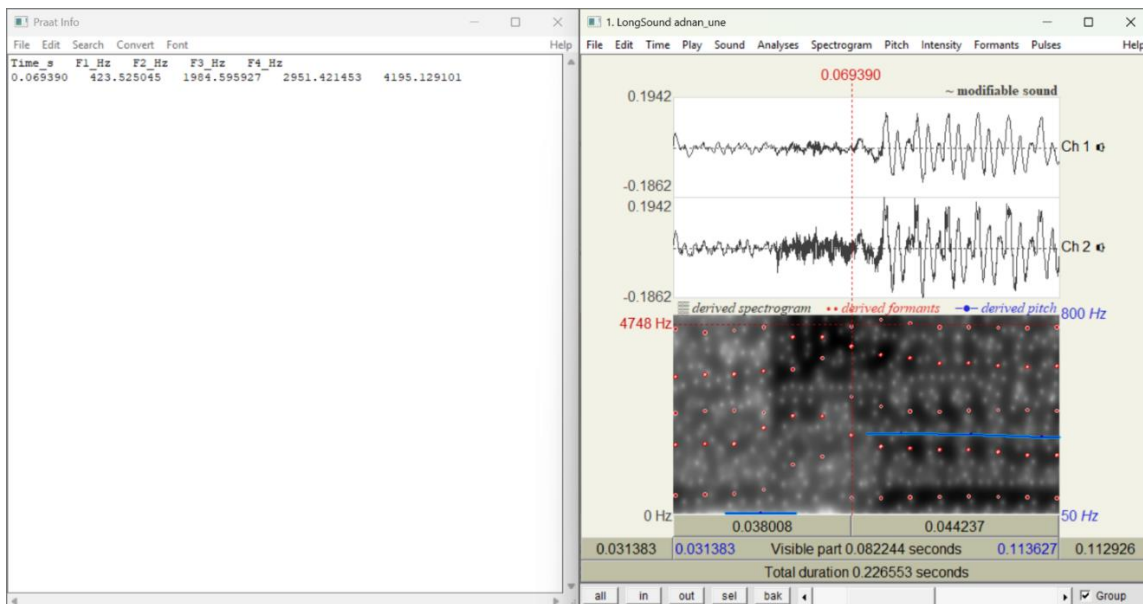 Praat Info
File Edit Search Convert Font Help
Time_s F1_Hz F2_Hz F3_Hz F4_Hz
0.069390 423.525045 1984.595927 2951.421453 4195.129101
1. LongSound adnan_une
File Edit Time Play Sound Analyses Spectrogram Pitch Intensity Formants Pulses Help
0.069390
~ modifiable sound
0.1942
Ch 1
-0.1862
0.1942
Ch 2
-0.1862
derived spectrogram derived formants derived pitch
4748 Hz
800 Hz
0 Hz
50 Hz
0.038008 0.044237
0.031383 0.031383 Visible part 0.082244 seconds 0.113627 0.112926
Total duration 0.226553 seconds
all in out sel bak Group